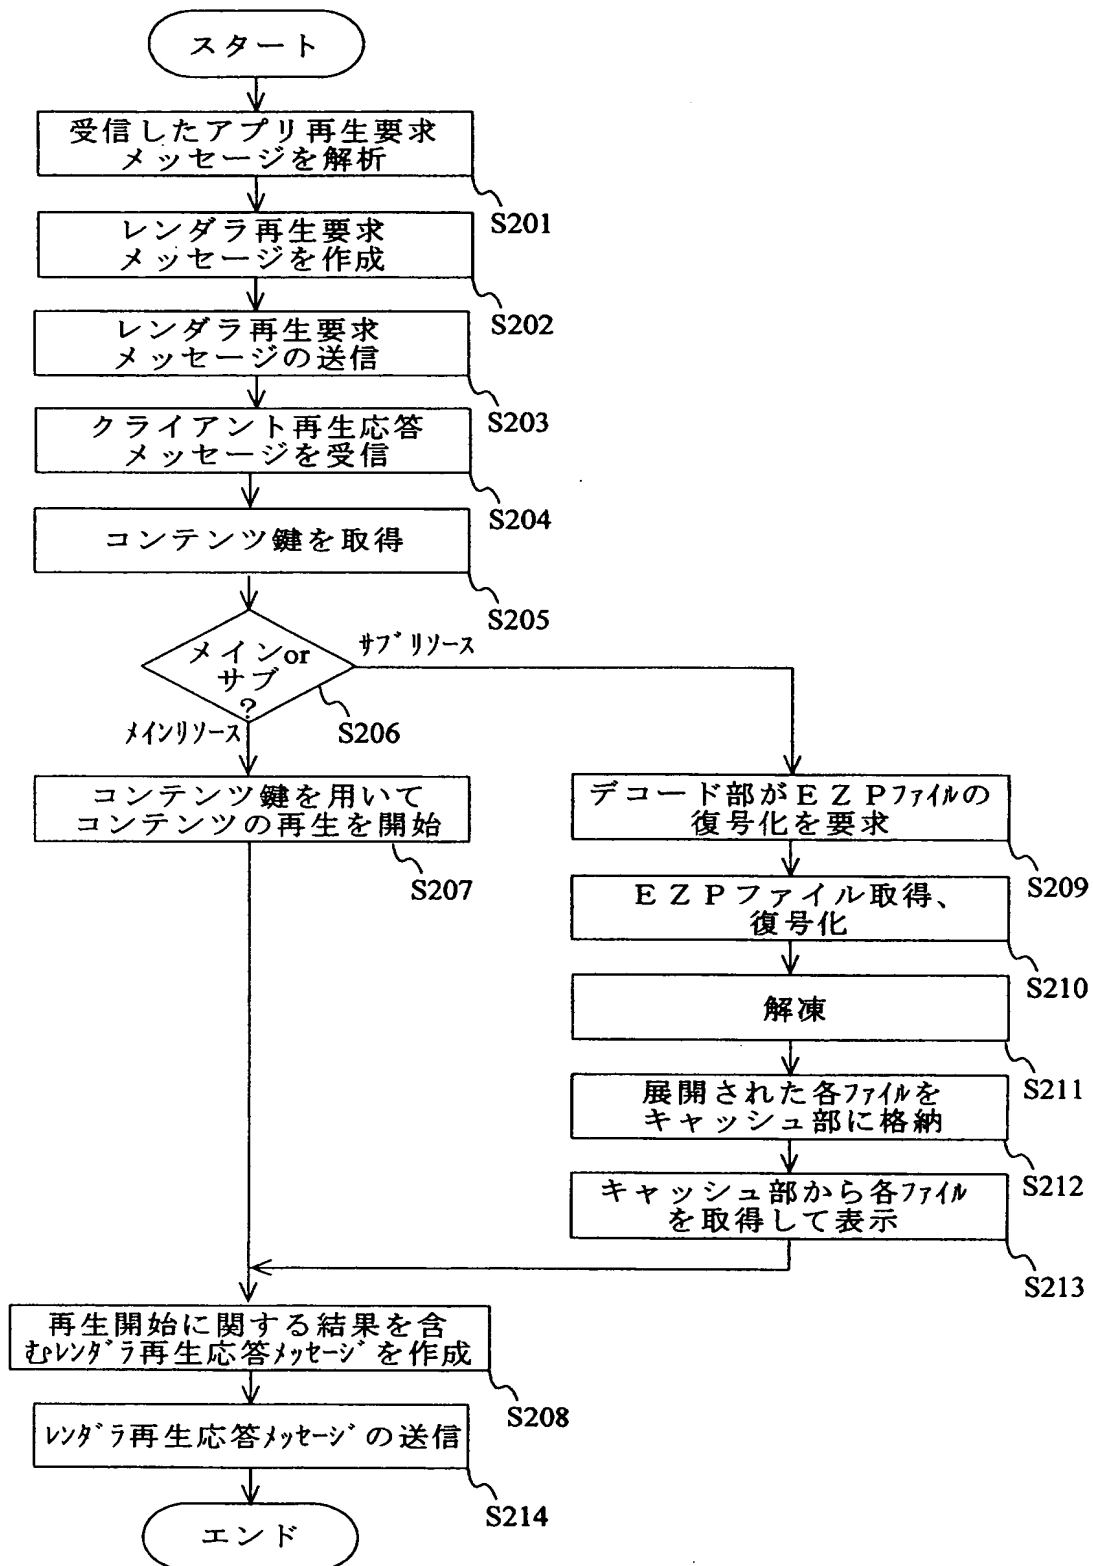 スタート
受信したアプリ再生要求
メッセージを解析
S201
レンダラ再生要求
メッセージを作成
S202
レンダラ再生要求
メッセージの送信
S203
クライアント再生応答
メッセージを受信
S204
コンテンツ鍵を取得
S205
メインor
サブ
?
S206
サブリソース
メインリソース
コンテンツ鍵を用いて
コンテンツの再生を開始
S207
デコード部がEZPファイルの
復号化を要求
S209
EZPファイル取得、
復号化
S210
解凍
S211
展開された各ファイルを
キャッシュ部に格納
S212
キャッシュ部から各ファイル
を取得して表示
S213
再生開始に関する結果を含
むレンダラ再生応答メッセージを作成
S208
レンダラ再生応答メッセージの送信
S214
エンド